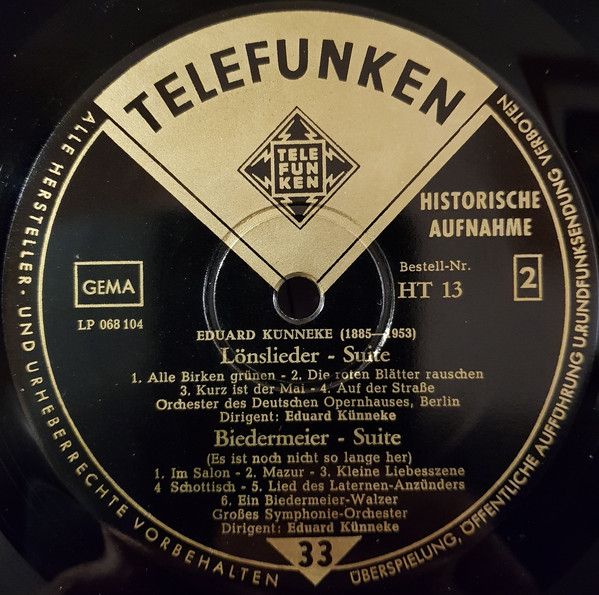 TELEFUNKEN
TELE
FUN
KEN
HISTORISCHE
AUFNAHME
GEMA
LP 068 104
Bestell-Nr.
HT 13
2
EDUARD KÜNNEKE (1885—1953)
Lönslieder - Suite
1. Alle Birken grünen - 2. Die roten Blätter rauschen
3. Kurz ist der Mai - 4. Auf der Straße
Orchester des Deutschen Opernhauses, Berlin
Dirigent: Eduard Künneke
Biedermeier - Suite
(Es ist noch nicht so lange her)
1. Im Salon - 2. Mazur - 3. Kleine Liebesszene
4 Schottisch - 5. Lied des Laternen-Anzünders
6. Ein Biedermeier-Walzer
Großes Symphonie-Orchester
Dirigent: Eduard Künneke
33
ALLE HERSTELLER- UND URHEBERRECHTE VORBEHALTEN
ÜBERSPIELUNG, ÖFFENTLICHE AUFFÜHRUNG U. RUNDFUNKSENDUNG VERBOTEN